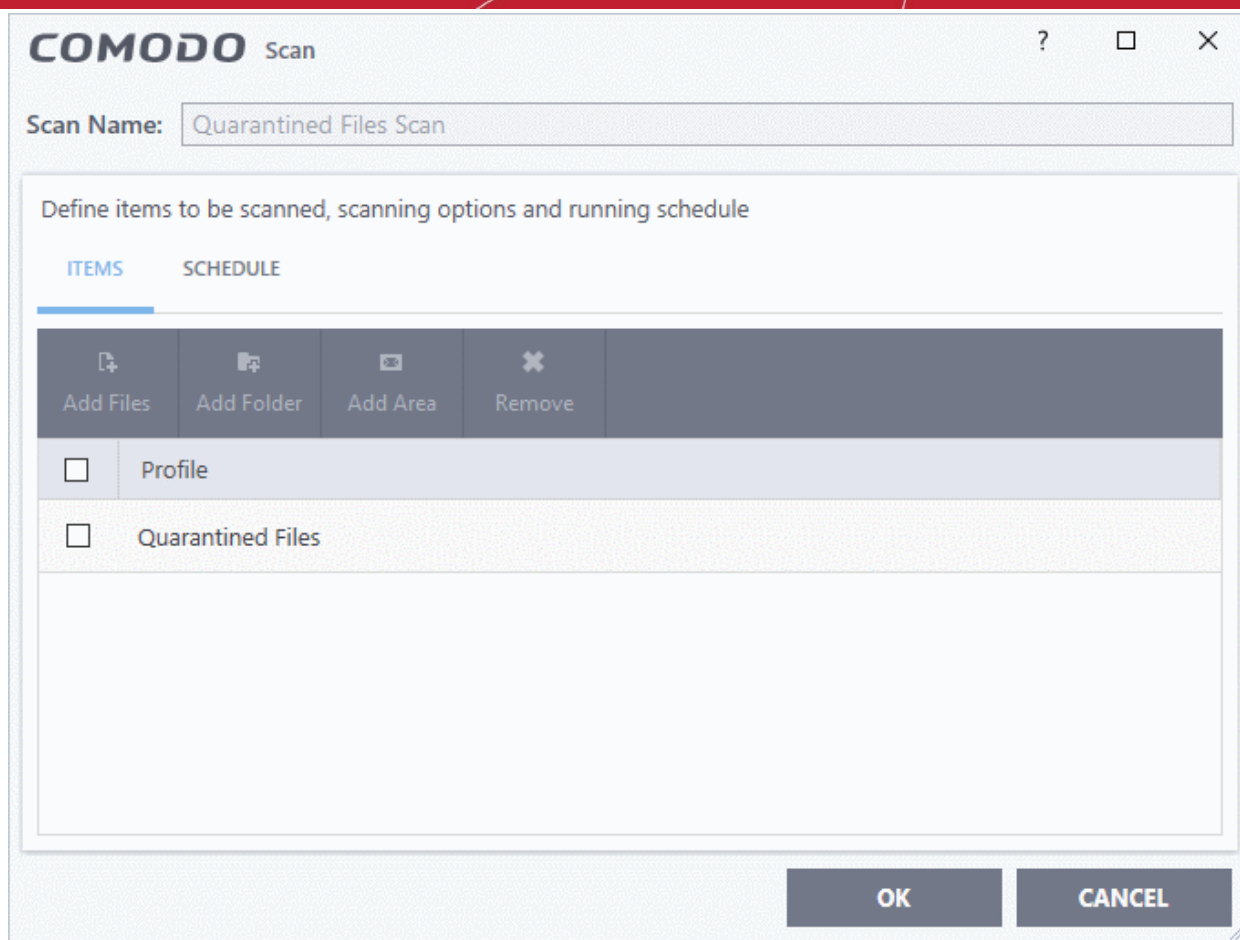 COMODO Scan ?
Scan Name: Quarantined Files Scan
Define items to be scanned, scanning options and running schedule
ITEMS SCHEDULE
Add Files Add Folder Add Area Remove
Profile
Quarantined Files
OK CANCEL